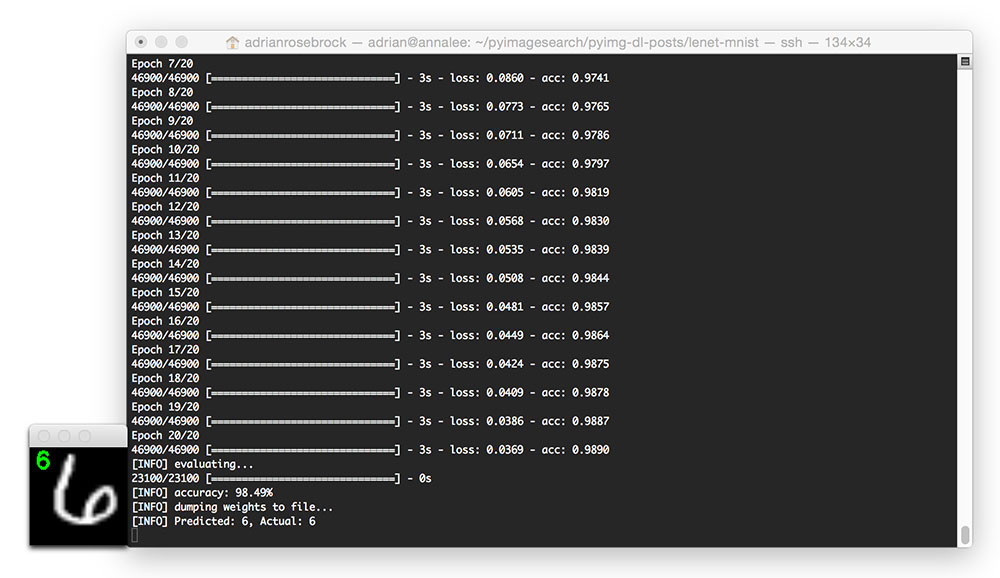 adrianrosebrock — adrian@annalee: ~/pyimagesearch/pyimg-dl-posts/lenet-mnist — ssh — 134×34
Epoch 7/20
46900/46900 [==============================] - 3s - loss: 0.0860 - acc: 0.9741
Epoch 8/20
46900/46900 [==============================] - 3s - loss: 0.0773 - acc: 0.9765
Epoch 9/20
46900/46900 [==============================] - 3s - loss: 0.0711 - acc: 0.9786
Epoch 10/20
46900/46900 [==============================] - 3s - loss: 0.0654 - acc: 0.9797
Epoch 11/20
46900/46900 [==============================] - 3s - loss: 0.0605 - acc: 0.9819
Epoch 12/20
46900/46900 [==============================] - 3s - loss: 0.0568 - acc: 0.9830
Epoch 13/20
46900/46900 [==============================] - 3s - loss: 0.0535 - acc: 0.9839
Epoch 14/20
46900/46900 [==============================] - 3s - loss: 0.0508 - acc: 0.9844
Epoch 15/20
46900/46900 [==============================] - 3s - loss: 0.0481 - acc: 0.9857
Epoch 16/20
46900/46900 [==============================] - 3s - loss: 0.0449 - acc: 0.9864
Epoch 17/20
46900/46900 [==============================] - 3s - loss: 0.0424 - acc: 0.9875
Epoch 18/20
46900/46900 [==============================] - 3s - loss: 0.0409 - acc: 0.9878
Epoch 19/20
46900/46900 [==============================] - 3s - loss: 0.0386 - acc: 0.9887
Epoch 20/20
46900/46900 [==============================] - 3s - loss: 0.0369 - acc: 0.9890
[INFO] evaluating...
23100/23100 [==============================] - 0s
[INFO] accuracy: 98.49%
[INFO] dumping weights to file...
[INFO] Predicted: 6, Actual: 6
6
6